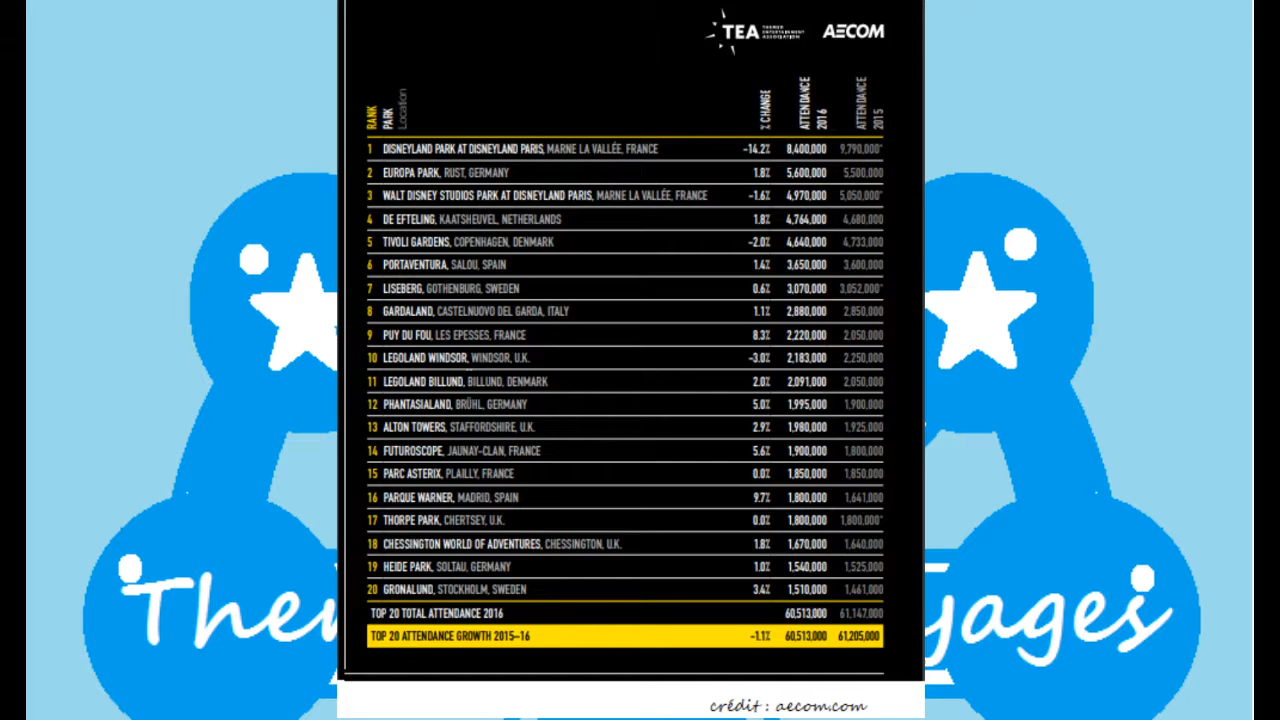 TEA THEMED ENTERTAINMENT ASSOCIATION AECOM
RANK PARK Location % CHANGE ATTENDANCE 2016 ATTENDANCE 2015
1 DISNEYLAND PARK AT DISNEYLAND PARIS, MARNE LA VALLÉE, FRANCE -14.2% 8,400,000 9,790,000*
2 EUROPA PARK, RUST, GERMANY 1.8% 5,600,000 5,500,000
3 WALT DISNEY STUDIOS PARK AT DISNEYLAND PARIS, MARNE LA VALLÉE, FRANCE -1.6% 4,970,000 5,050,000*
4 DE EFTELING, KAATSHEUVEL, NETHERLANDS 1.8% 4,764,000 4,680,000
5 TIVOLI GARDENS, COPENHAGEN, DENMARK -2.0% 4,640,000 4,733,000
6 PORTAVENTURA, SALOU, SPAIN 1.4% 3,650,000 3,600,000
7 LISEBERG, GOTHENBURG, SWEDEN 0.6% 3,070,000 3,052,000*
8 GARDALAND, CASTELNUOVO DEL GARDA, ITALY 1.1% 2,880,000 2,850,000
9 PUY DU FOU, LES EPESSES, FRANCE 8.3% 2,220,000 2,050,000
10 LEGOLAND WINDSOR, WINDSOR, U.K. -3.0% 2,183,000 2,250,000
11 LEGOLAND BILLUND, BILLUND, DENMARK 2.0% 2,091,000 2,050,000
12 PHANTASIALAND, BRÜHL, GERMANY 5.0% 1,995,000 1,900,000
13 ALTON TOWERS, STAFFORDSHIRE, U.K. 2.9% 1,980,000 1,925,000
14 FUTUROSCOPE, JAUNAY-CLAN, FRANCE 5.6% 1,900,000 1,800,000
15 PARC ASTERIX, PLAILLY, FRANCE 0.0% 1,850,000 1,850,000
16 PARQUE WARNER, MADRID, SPAIN 9.7% 1,800,000 1,641,000
17 THORPE PARK, CHERTSEY, U.K. 0.0% 1,800,000 1,800,000*
18 CHESSINGTON WORLD OF ADVENTURES, CHESSINGTON, U.K. 1.8% 1,670,000 1,640,000
19 HEIDE PARK, SOLTAU, GERMANY 1.0% 1,540,000 1,525,000
20 GRONALUND, STOCKHOLM, SWEDEN 3.4% 1,510,000 1,461,000
TOP 20 TOTAL ATTENDANCE 2016 60,513,000 61,147,000
TOP 20 ATTENDANCE GROWTH 2015–16 -1.1% 60,513,000 61,205,000
Them yages
crédit : aecom.com